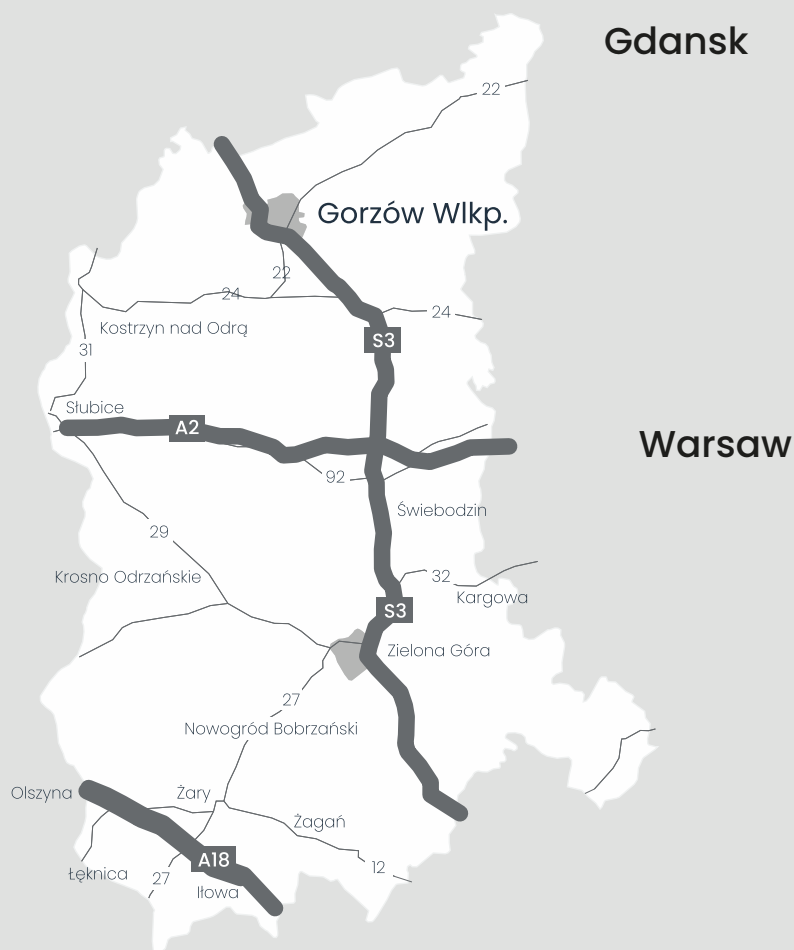 Gdansk
22
Gorzów Wlkp.
22
24
24
Kostrzyn nad Odrą
S3
31
Słubice
A2
Warsaw
92
Świebodzin
29
Krosno Odrzańskie
32
Kargowa
S3
Zielona Góra
27
Nowogród Bobrzański
Olszyna
Żary
Żagań
A18
12
Łęknica
27
Iłowa